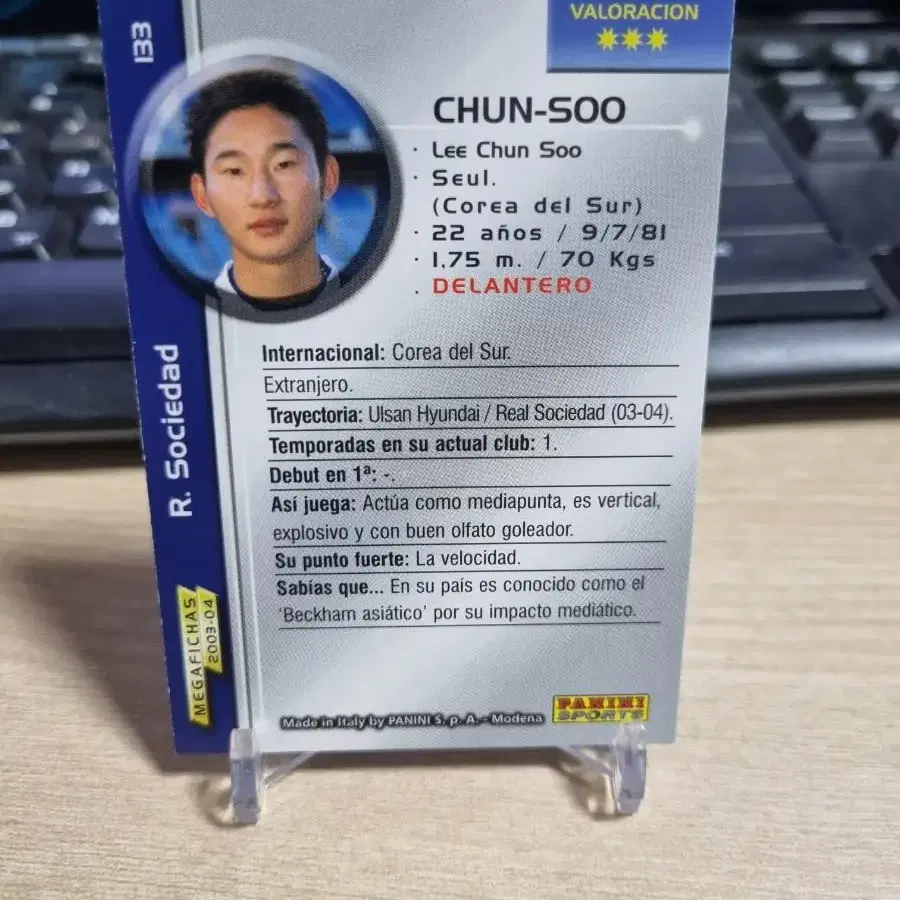 133
VALORACION
CHUN-SOO
· Lee Chun Soo
· Seul.
(Corea del Sur)
· 22 años / 9/7/81
· 1,75 m. / 70 Kgs
. DELANTERO
R. Sociedad
Internacional: Corea del Sur.
Extranjero.
Trayectoria: Ulsan Hyundai / Real Sociedad (03-04).
Temporadas en su actual club: 1.
Debut en 1ª: -.
Así juega: Actúa como mediapunta, es vertical,
explosivo y con buen olfato goleador.
Su punto fuerte: La velocidad.
Sabías que... En su país es conocido como el
'Beckham asiático' por su impacto mediático.
MEGAFICHAS
2003-04
Made in Italy by PANINI S. p. A. - Modena
PANINI
SPORTS